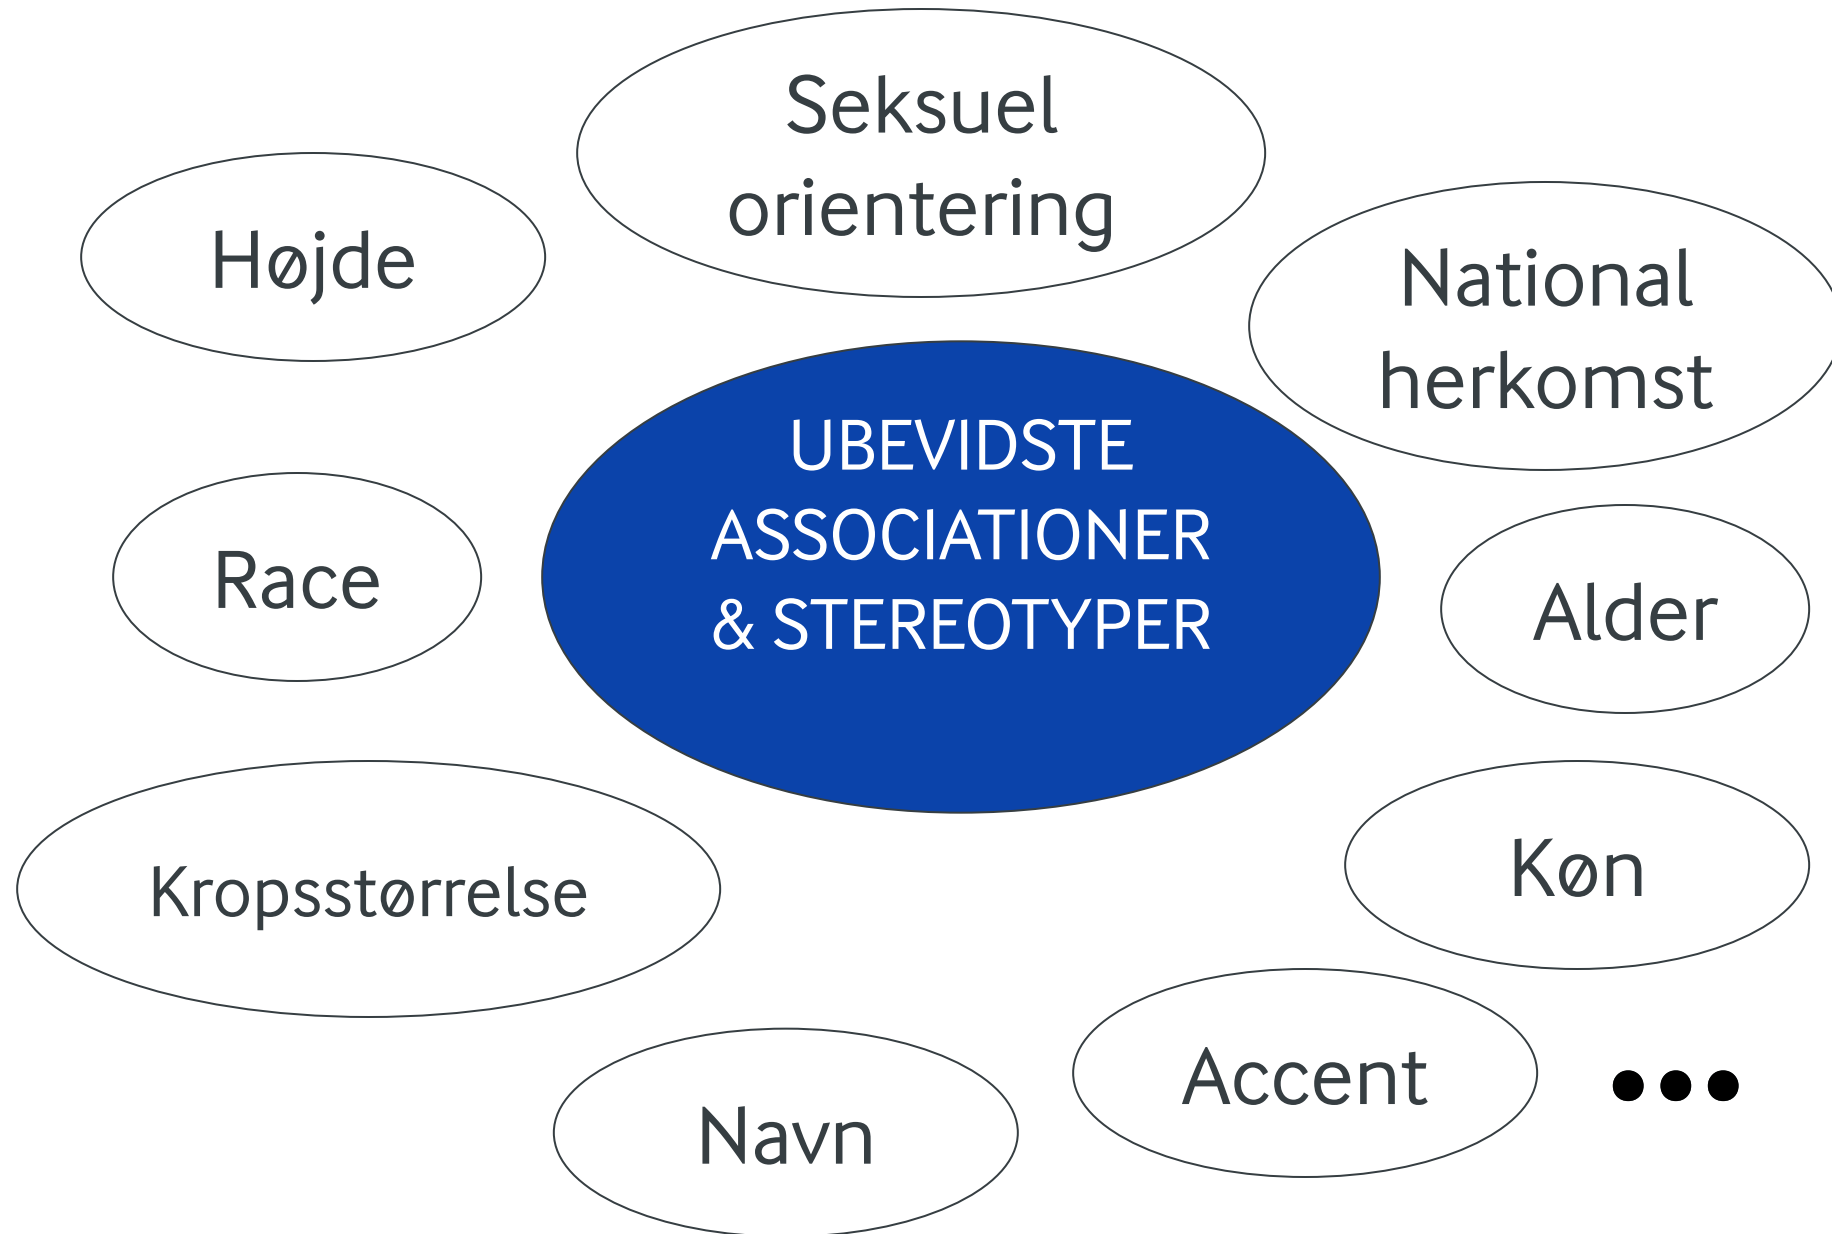 Seksuel
orientering
Højde
National
herkomst
UBEVIDSTE
ASSOCIATIONER
& STEREOTYPER
Race
Alder
Kropsstørrelse
Køn
Accent
...
Navn